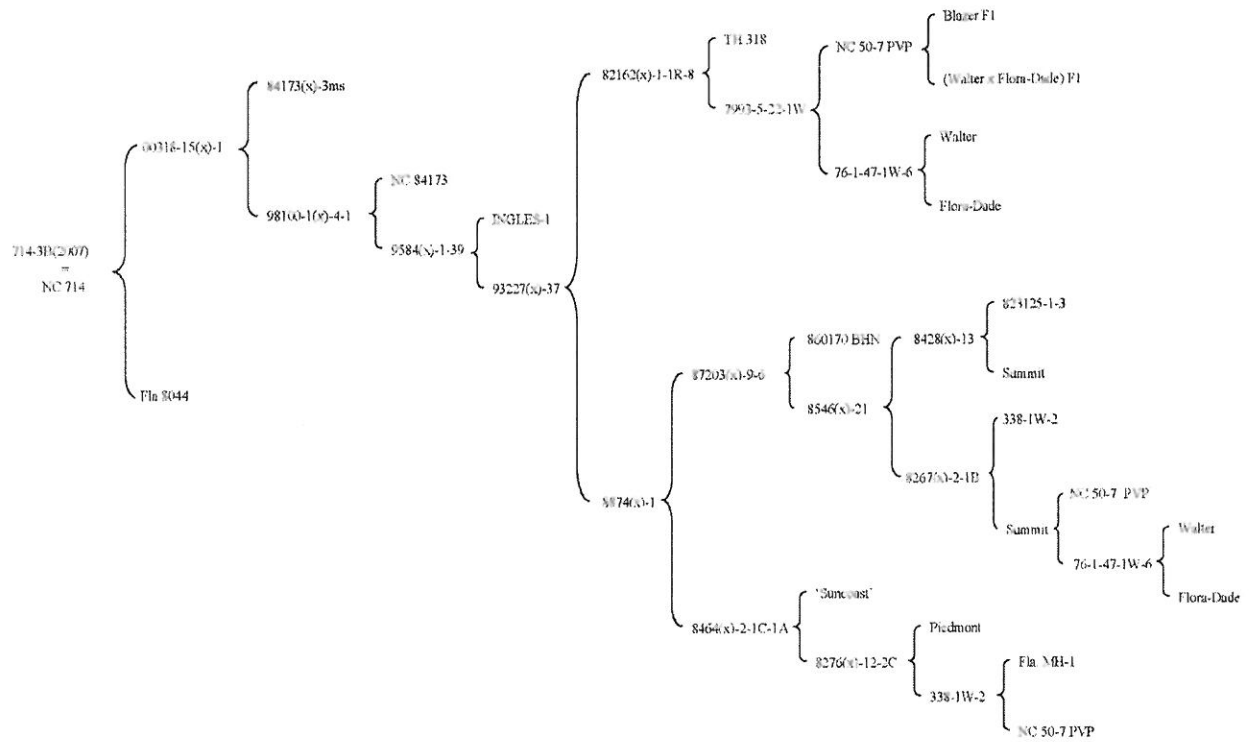 Blazer F1
TH 318
NC 50-7 PVP
82162(x)-1-1R-8
(Walter x Flora-Dade) F1
84173(x)-3ms
7993-5-22-1W
Walter
00318-15(x)-1
76-1-47-1W-6
NC 84173
Flora-Dade
98100-1(x)-4-1
INGLES-1
9584(x)-1-39
714-3B(2007)
=
NC 714
93227(x)-37
823125-1-3
860170 BHN
8428(x)-13
87203(x)-9-6
Summit
Fla 8044
8546(x)-21
338-1W-2
8267(x)-2-1B
NC 50-7 PVP
8874(x)-1
Summit
Walter
76-1-47-1W-6
'Suncoast'
Flora-Dade
8464(x)-2-1C-1A
Piedmont
8276(x)-12-2C
Fla. MH-1
338-1W-2
NC 50-7 PVP